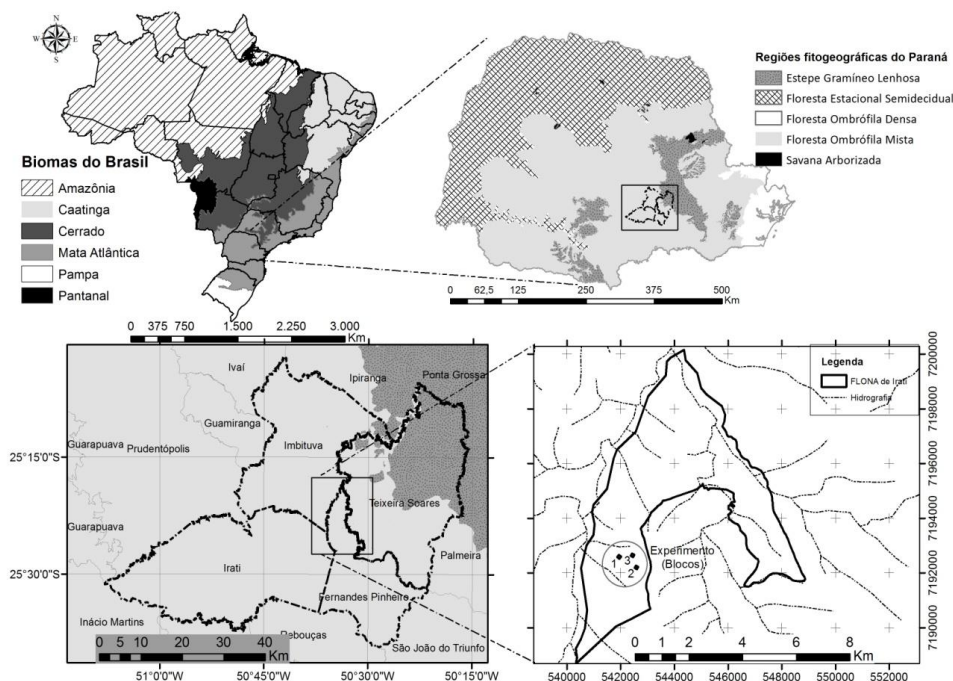 N
W
E
S
Biomas do Brasil
Amazônia
Caatinga
Cerrado
Mata Atlântica
Pampa
Pantanal
0 375 750 1.500 2.250 3.000
Km
Regiões fitogeográficas do Paraná
Estepe Gramíneo Lenhosa
Floresta Estacional Semidecidual
Floresta Ombrófila Densa
Floresta Ombrófila Mista
Savana Arborizada
0 62,5 125 250 375 500
Km
Ivaí
Ipiranga
Ponta Grossa
Guamiranga
Guarapuava
Prudentópolis
Imbituva
25°15'0"S
Teixeira Soares
Guarapuava
Palmeira
Irati
25°30'0"S
Fernandes Pinheiro
Inácio Martins
Rebouças
São João do Triunfo
0 5 10 20 30 40
Km
51°0'0"W 50°45'0"W 50°30'0"W 50°15'0"W
Legenda
FLONA de Irati
Hidrografia
Experimento
(Blocos)
1
3
2
7200000
7198000
7196000
7194000
7192000
7190000
0 1 2 4 6 8
Km
540000 542000 544000 546000 548000 550000 552000